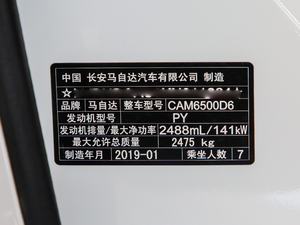 中国 长安马自达汽车有限公司 制造
品牌 马自达 整车型号 CAM6500D6
发动机型号 PY
发动机排量/最大净功率 2488mL/141kW
最大允许总质量 2475 kg
制造年月 2019-01 乘坐人数 7